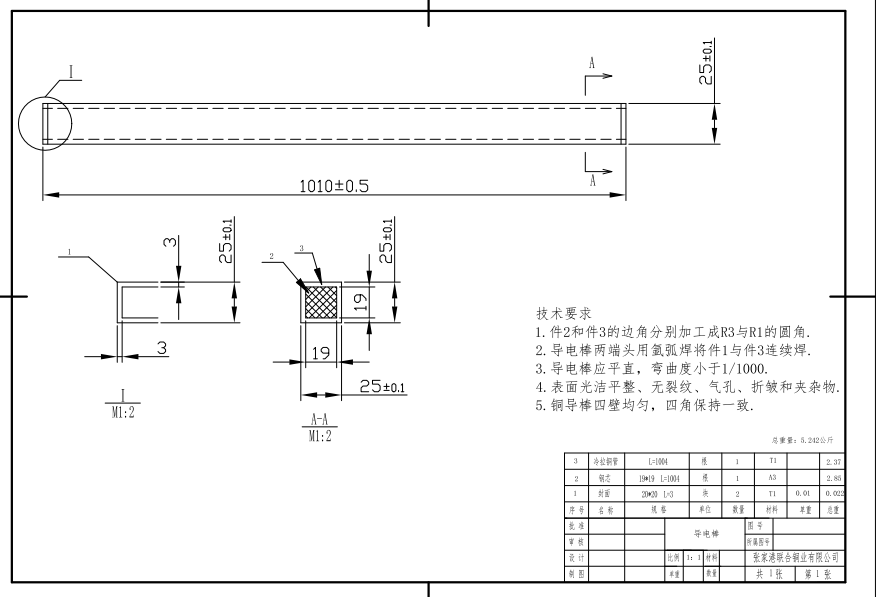 I
A
25±0.1
1010±0.5
A
1
3
25±0.1
3
I
M1:2
2
3
25±0.1
19
19
25±0.1
A-A
M1:2
技术要求
1.件2和件3的边角分别加工成R3与R1的圆角.
2.导电棒两端头用氩弧焊将件1与件3连续焊.
3.导电棒应平直，弯曲度小于1/1000.
4.表面光洁平整、无裂纹、气孔、折皱和夹杂物.
5.铜导棒四壁均匀，四角保持一致.
总重量：5.242公斤
3 冷拉铜管 L=1004 根 1 T1 2.37
2 钢芯 19*19 L=1004 根 1 A3 2.85
1 封面 20*20 L=3 块 2 T1 0.01 0.022
序号 名称 规格 单位 数量 材料 单重 总重
批准 导电棒 图号
审核 所属图号
设计 比例 1:1 材料 张家港联合铜业有限公司
制图 单重 数量 共 1 张 第 1 张